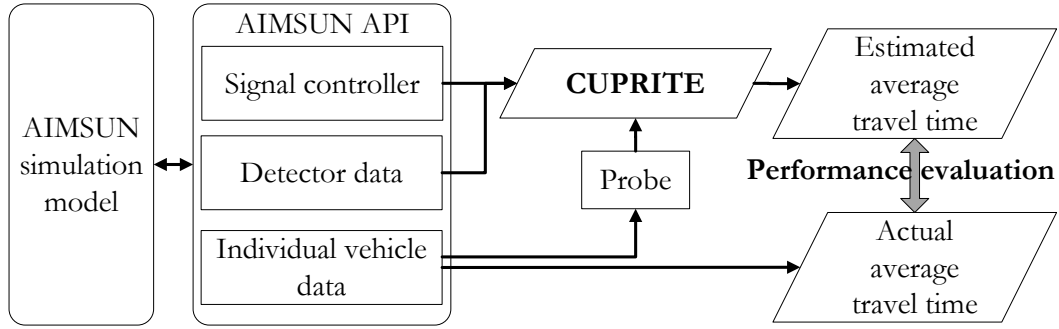 AIMSUN
simulation
model
AIMSUN API
Signal controller
Detector data
Individual vehicle
data
CUPRITE
Probe
Estimated
average
travel time
Performance evaluation
Actual
average
travel time